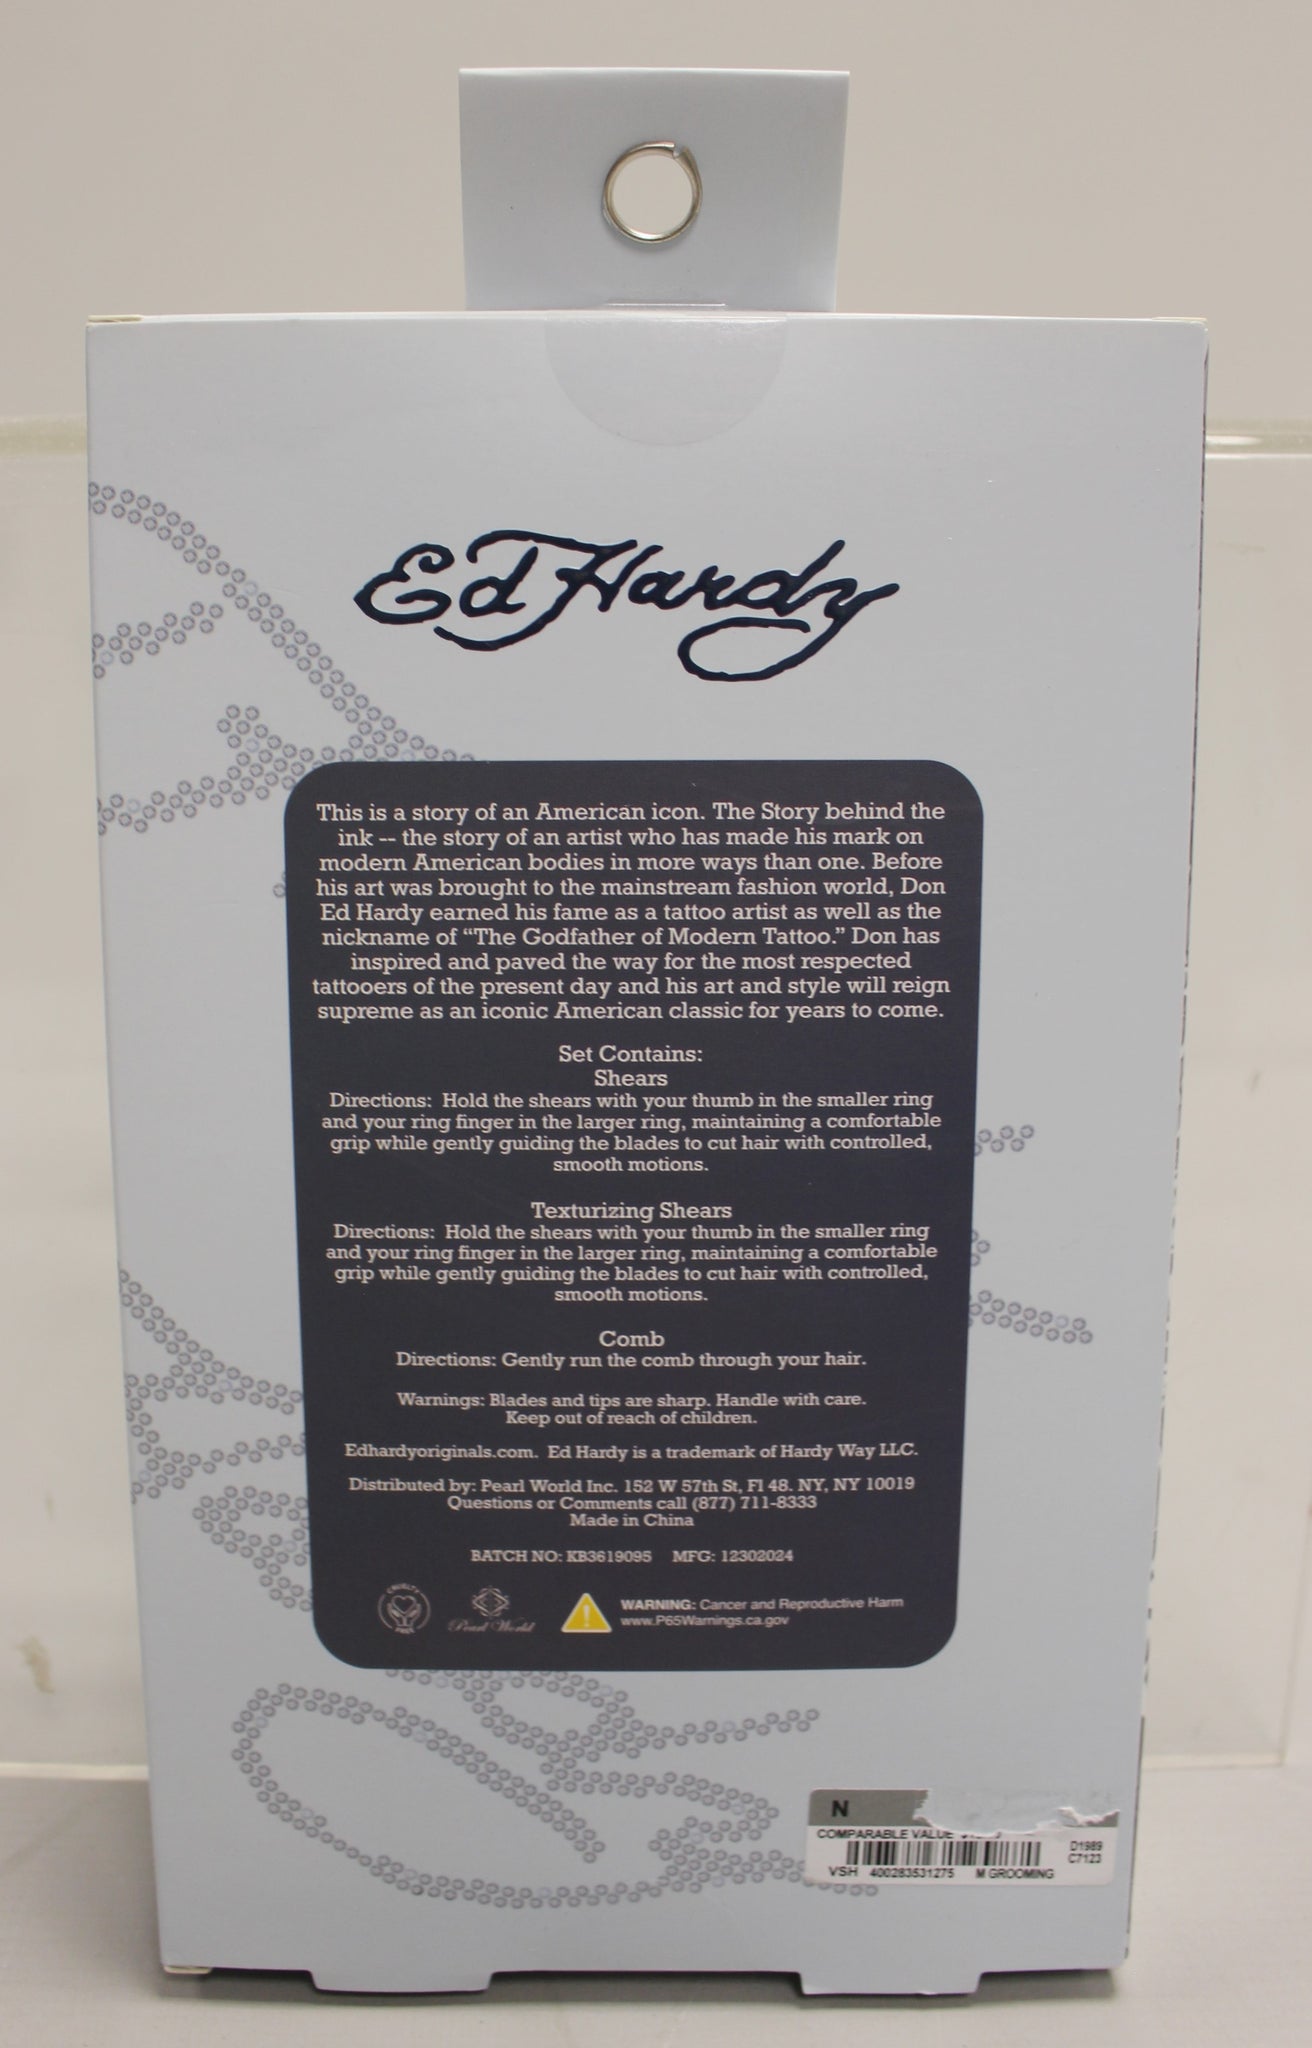 Ed Hardy
This is a story of an American icon. The Story behind the
ink -- the story of an artist who has made his mark on
modern American bodies in more ways than one. Before
his art was brought to the mainstream fashion world, Don
Ed Hardy earned his fame as a tattoo artist as well as the
nickname of “The Godfather of Modern Tattoo.” Don has
inspired and paved the way for the most respected
tattooers of the present day and his art and style will reign
supreme as an iconic American classic for years to come.
Set Contains:
Shears
Directions: Hold the shears with your thumb in the smaller ring
and your ring finger in the larger ring, maintaining a comfortable
grip while gently guiding the blades to cut hair with controlled,
smooth motions.
Texturizing Shears
Directions: Hold the shears with your thumb in the smaller ring
and your ring finger in the larger ring, maintaining a comfortable
grip while gently guiding the blades to cut hair with controlled,
smooth motions.
Comb
Directions: Gently run the comb through your hair.
Warnings: Blades and tips are sharp. Handle with care.
Keep out of reach of children.
Edhardyoriginals.com. Ed Hardy is a trademark of Hardy Way LLC.
Distributed by: Pearl World Inc. 152 W 57th St, Fl 48. NY, NY 10019
Questions or Comments call (877) 711-8333
Made in China
BATCH NO: KB3619095 MFG: 12302024
CRUELTY
FREE
Pearl World
WARNING: Cancer and Reproductive Harm
www.P65Warnings.ca.gov
N
COMPARABLE VALUE
D1989
C7123
VSH 400283531275 M GROOMING